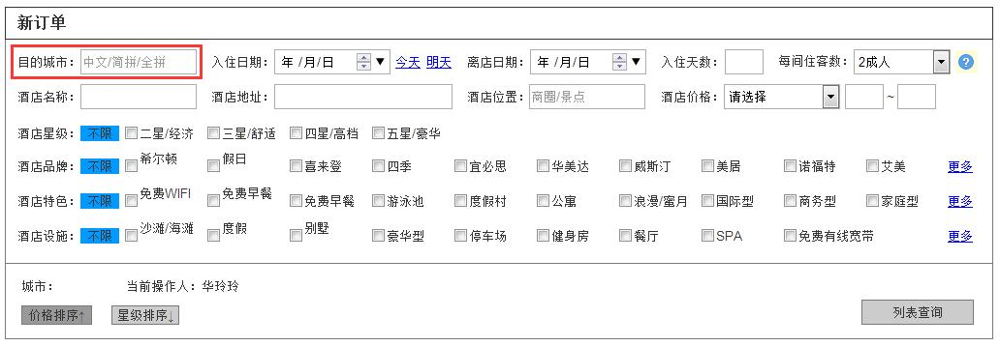 新订单
目的城市： 中文/简拼/全拼 入住日期： 年 /月/日 今天 明天 离店日期： 年 /月/日 入住天数： 每间住客数： 2成人 ?
酒店名称： 酒店地址： 酒店位置： 商圈/景点 酒店价格： 请选择 ~
酒店星级： 不限 二星/经济 三星/舒适 四星/高档 五星/豪华
酒店品牌： 不限 希尔顿 假日 喜来登 四季 宜必思 华美达 威斯汀 美居 诺福特 艾美 更多
酒店特色： 不限 免费WIFI 免费早餐 免费早餐 游泳池 度假村 公寓 浪漫/蜜月 国际型 商务型 家庭型 更多
酒店设施： 不限 沙滩/海滩 度假 别墅 豪华型 停车场 健身房 餐厅 SPA 免费有线宽带 更多
城市： 当前操作人：华玲玲
价格排序↑ 星级排序↓ 列表查询